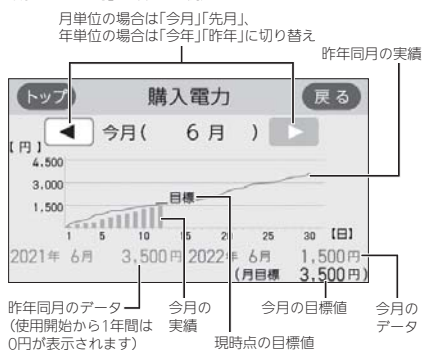 月単位の場合は「今月」「先月」、
年単位の場合は「今年」「昨年」に切り替え
昨年同月の実績
トップ
購入電力
戻る
◀ 今月( 6 月 ) ▶
【円】
4,500
3,000
1,500
目標
1 5 10 15 20 25 30 【日】
2021年 6月 3,500円 2022年 6月 1,500円
(月目標 3,500円)
昨年同月のデータ
(使用開始から1年間は
0円が表示されます)
今月の
実績
現時点の目標値
今月の目標値
今月の
データ